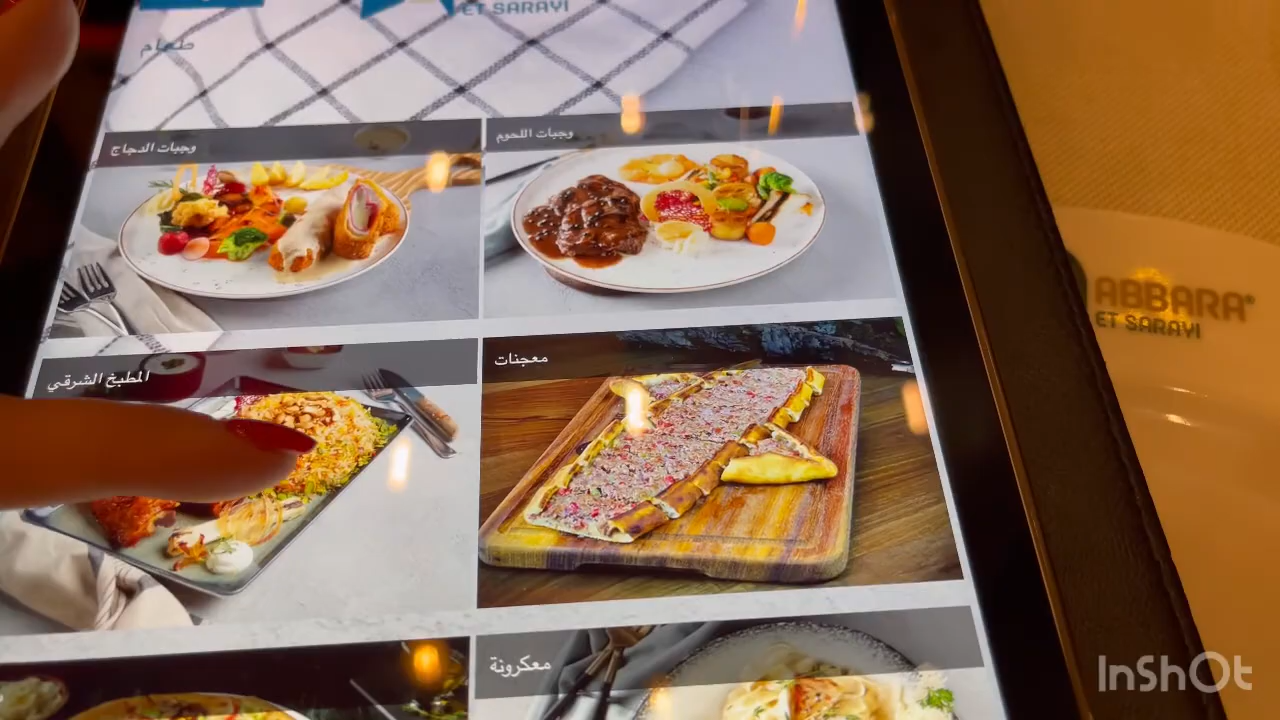 ET SARAYI
طعام
وجبات الدجاج
وجبات اللحوم
المطبخ الشرقي
معجنات
معكرونة
ABBARA®
ET SARAYI
InShOt